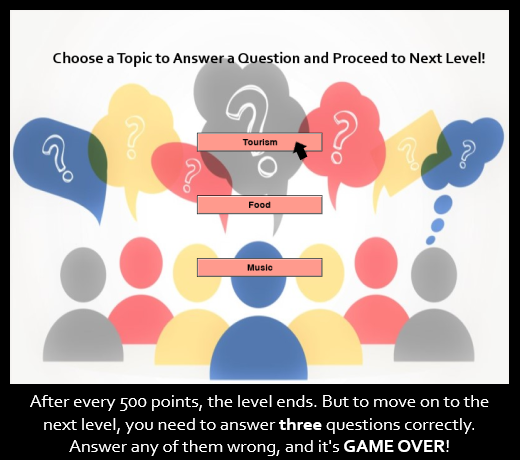 Choose a Topic to Answer a Question and Proceed to Next Level!
? ? ? ? ? ?
Tourism
Food
Music
After every 500 points, the level ends. But to move on to the
next level, you need to answer three questions correctly.
Answer any of them wrong, and it's GAME OVER!